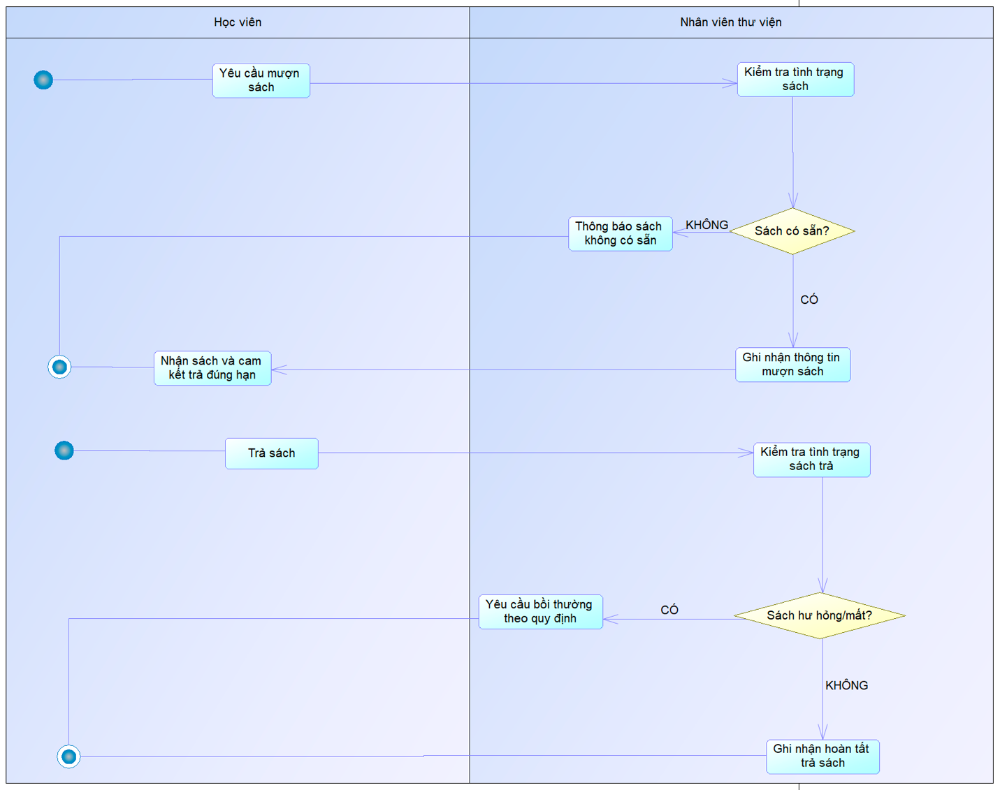 Học viên
Nhân viên thư viện
Yêu cầu mượn
sách
Kiểm tra tình trạng
sách
Thông báo sách
không có sẵn
KHÔNG
Sách có sẵn?
CÓ
Nhận sách và cam
kết trả đúng hạn
Ghi nhận thông tin
mượn sách
Trả sách
Kiểm tra tình trạng
sách trả
Yêu cầu bồi thường
theo quy định
CÓ
Sách hư hỏng/mất?
KHÔNG
Ghi nhận hoàn tất
trả sách